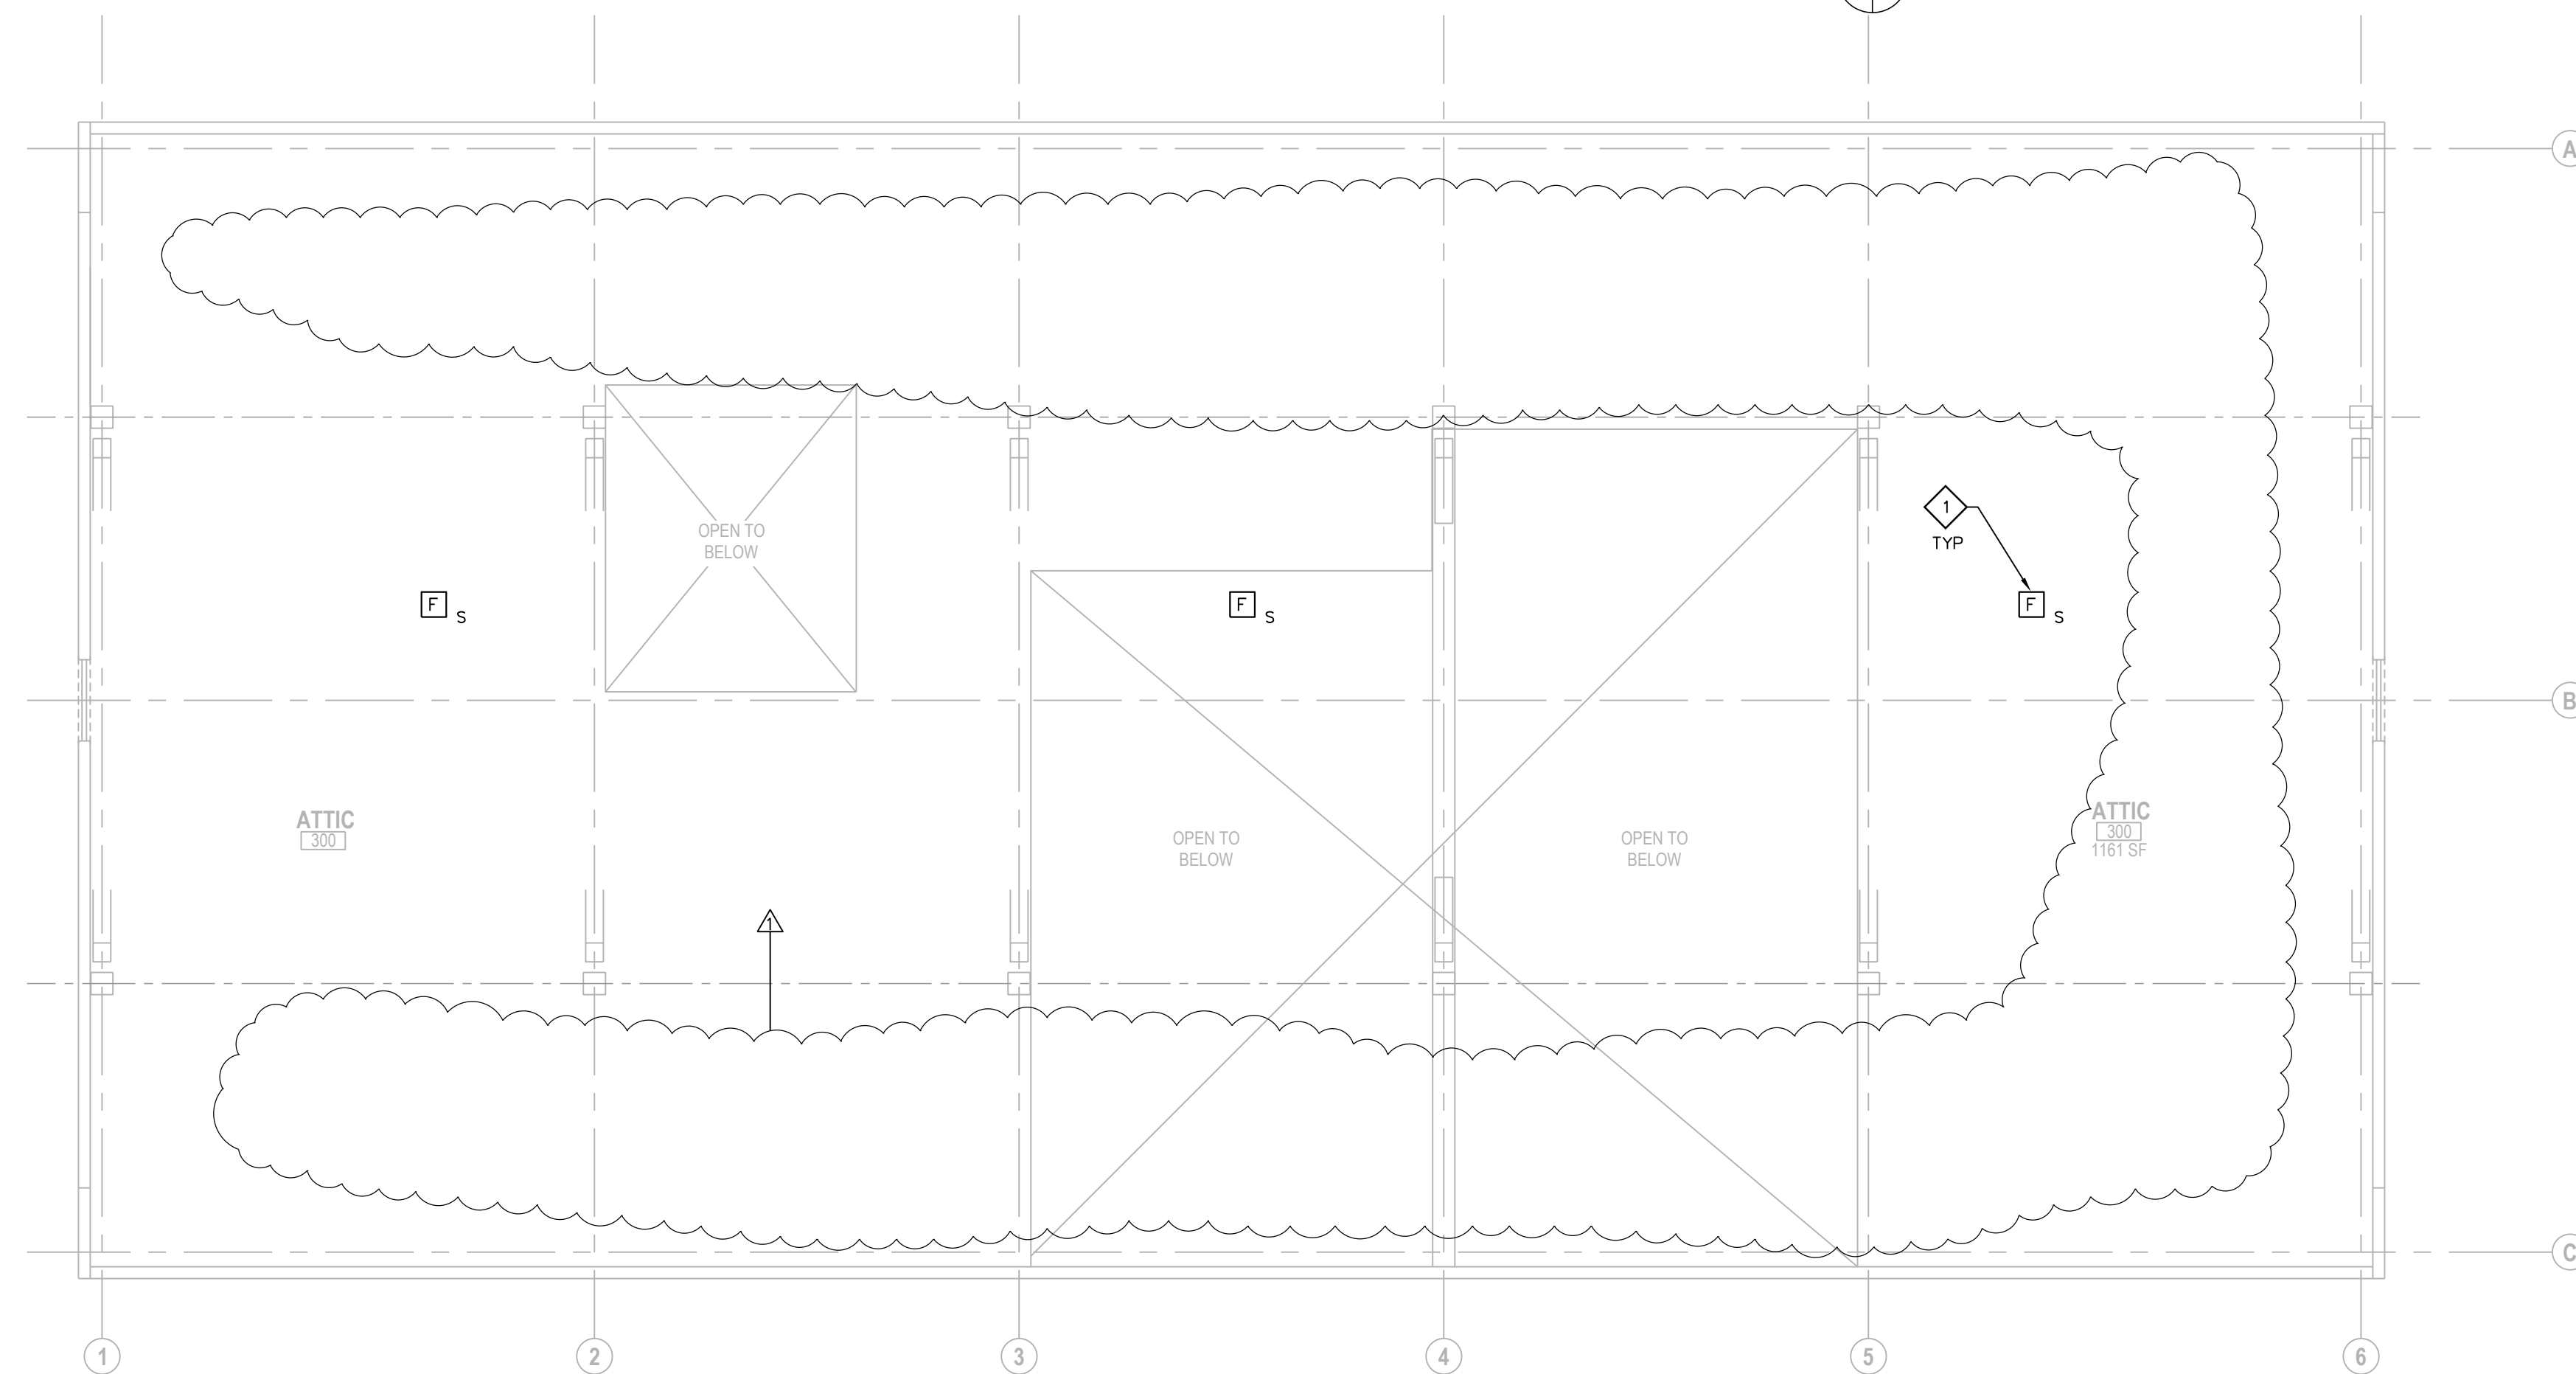 A
OPEN TO
BELOW
1
TYP
F
S
F
S
F
S
B
ATTIC
300
OPEN TO
BELOW
OPEN TO
BELOW
ATTIC
300
1161 SF
1
C
1
2
3
4
5
6